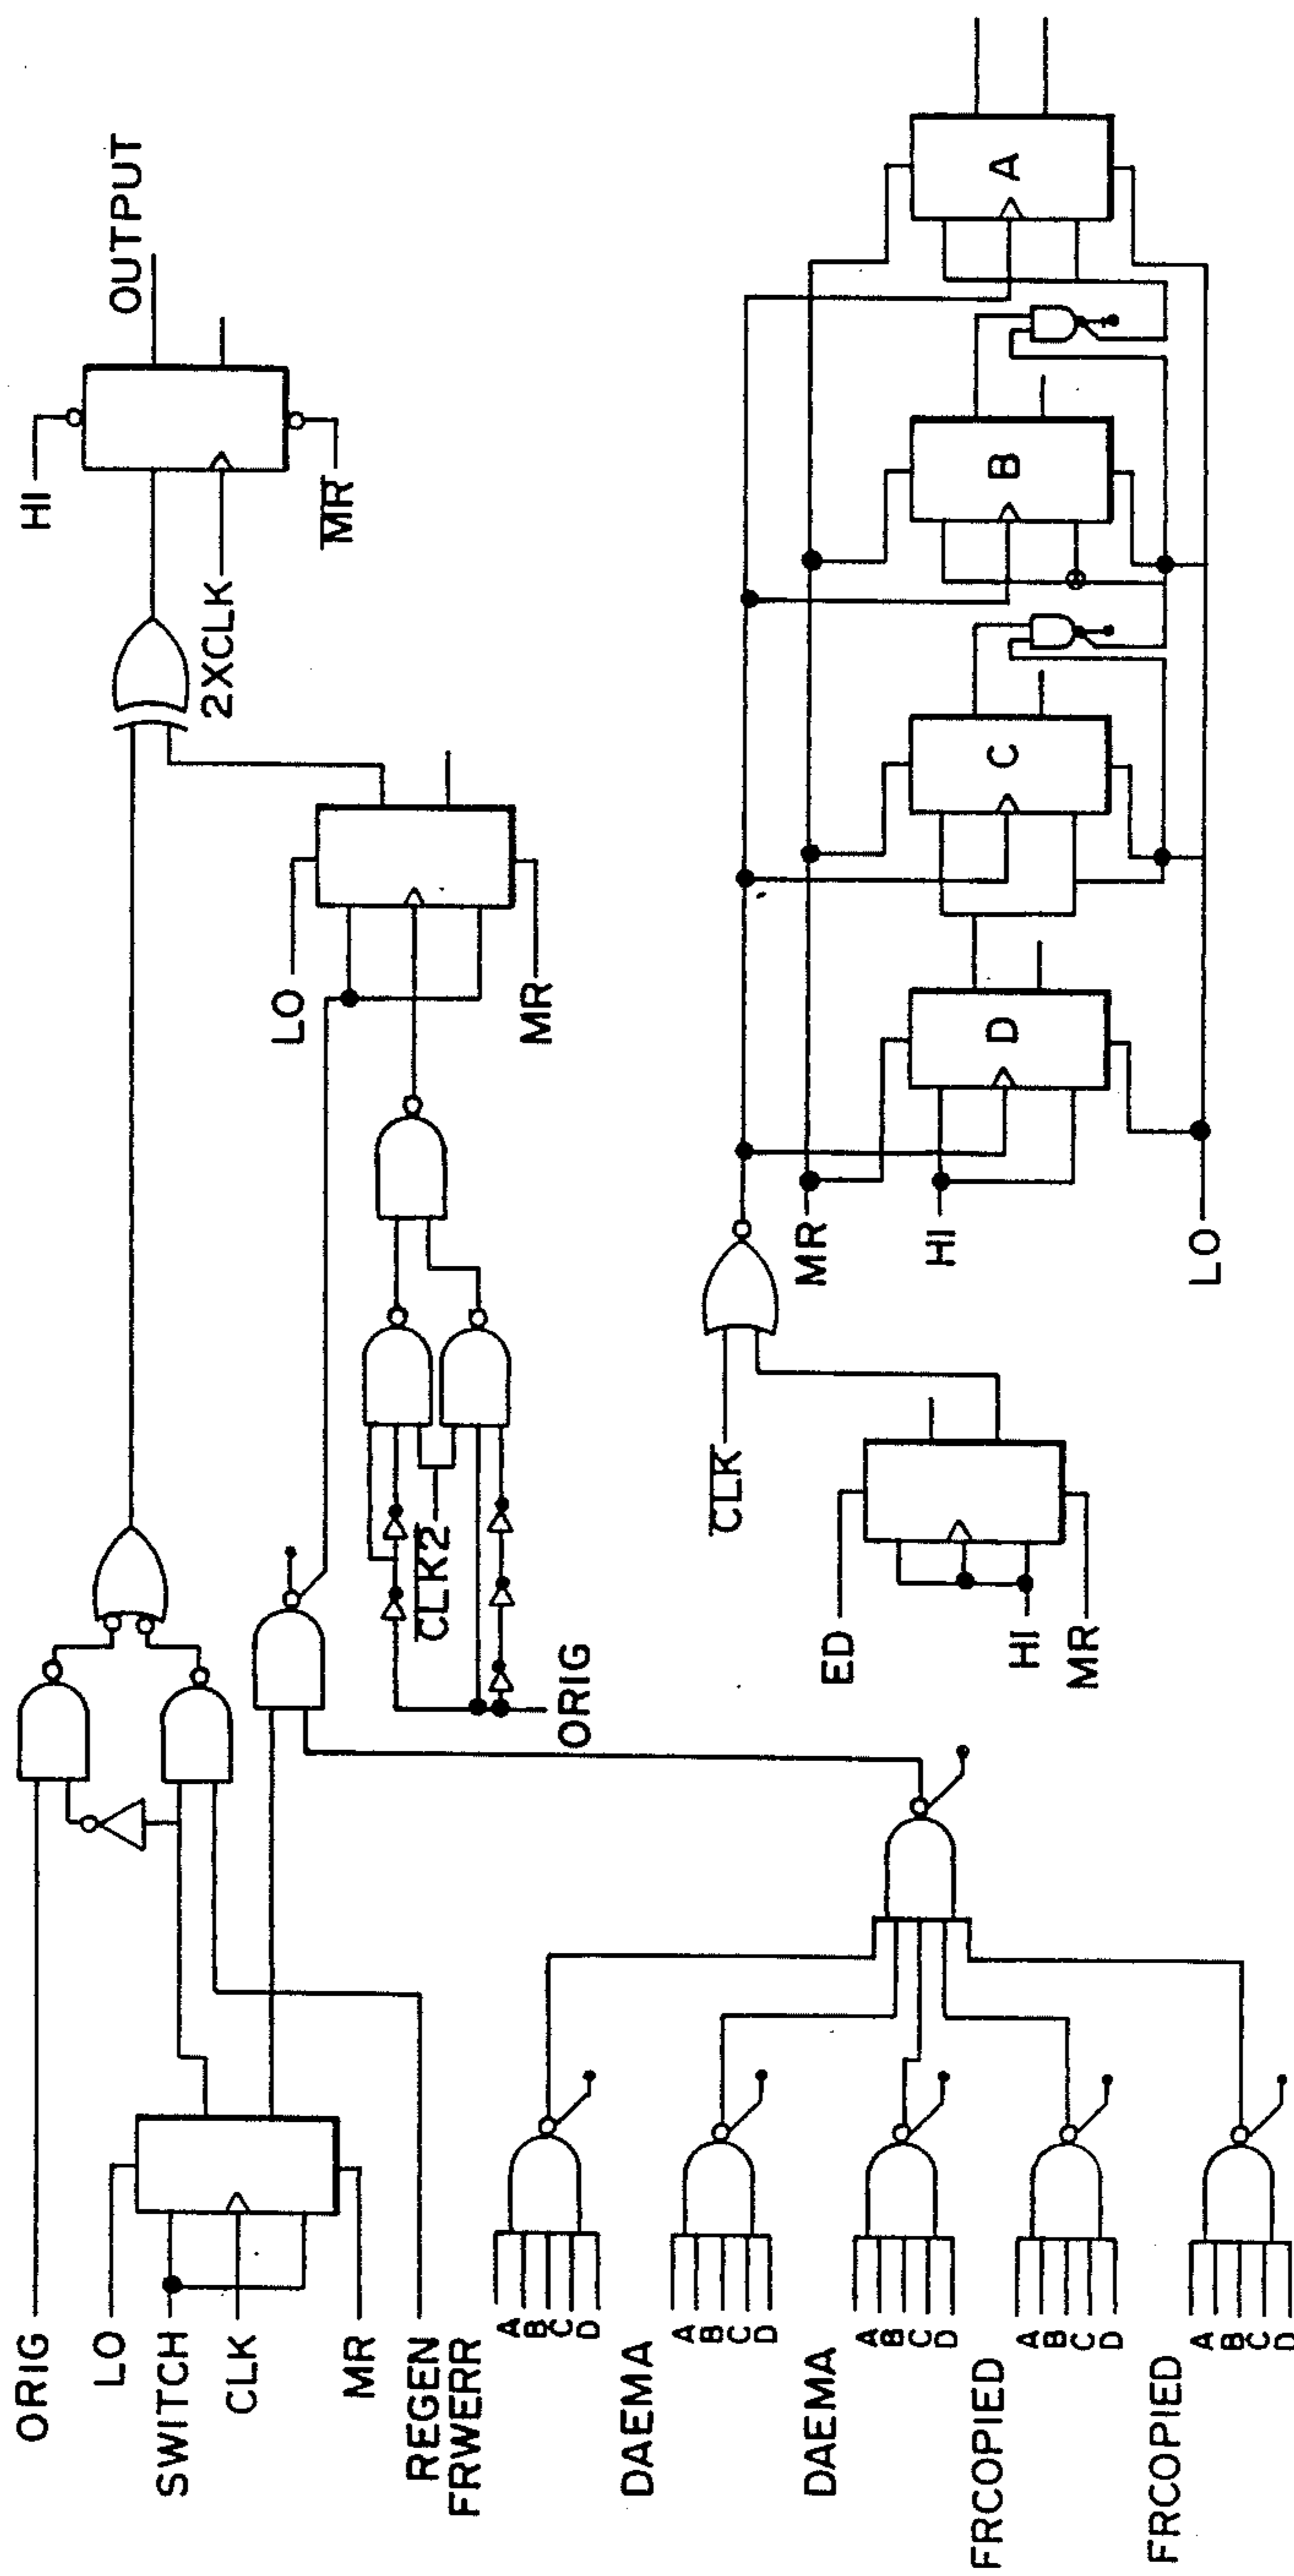 ORIG
LO
SWITCH
CLK
MR
REGEN
FRWERR
A
B
C
D
DAEMA
A
B
C
D
DAEMA
A
B
C
D
FRCOPIED
A
B
C
D
FRCOPIED
A
B
C
D
ORIG
CLK2
LO
MR
HI
2XCLK
MR
OUTPUT
ED
HI
MR
CLK
MR
HI
LO
D
C
B
A